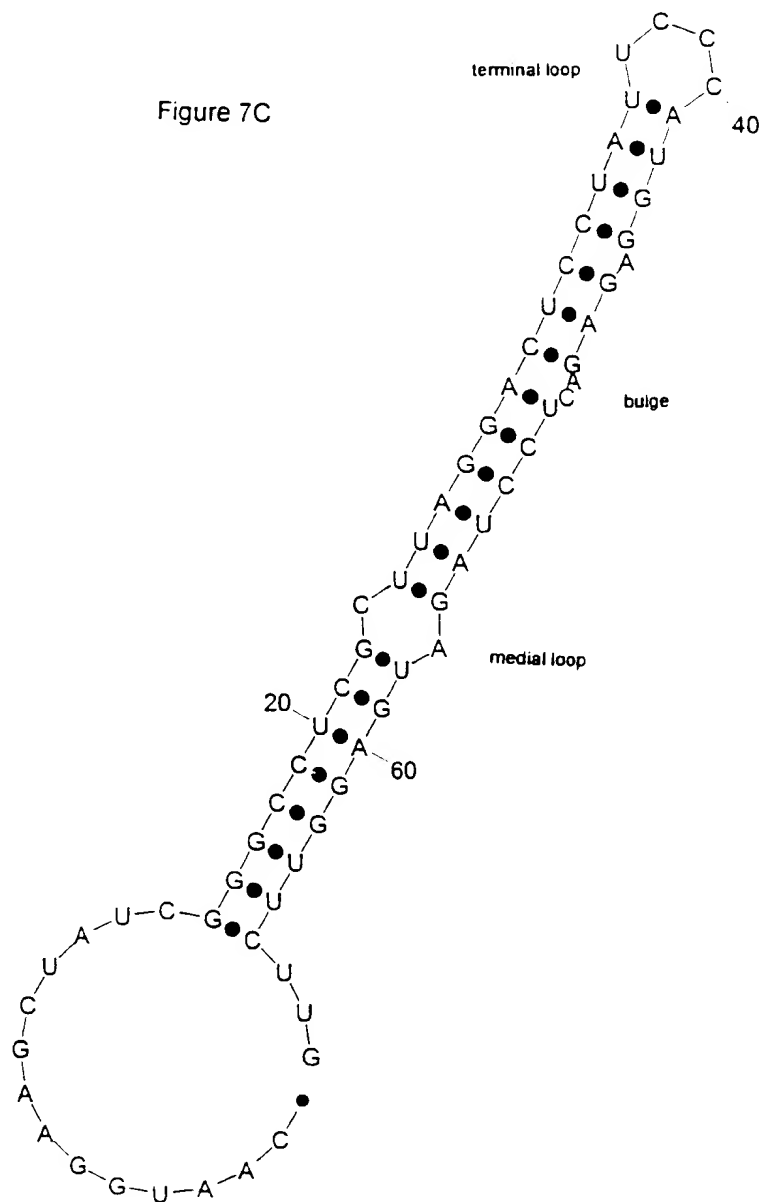 Figure 7C
terminal loop
C A A U G G A A G C U A U C G G G C C U C G C U U A G G A C U C C U A U U C C C A U G G A G A G A C U C C U A G A U G A G G U U C U U G
40
bulge
medial loop
20
60